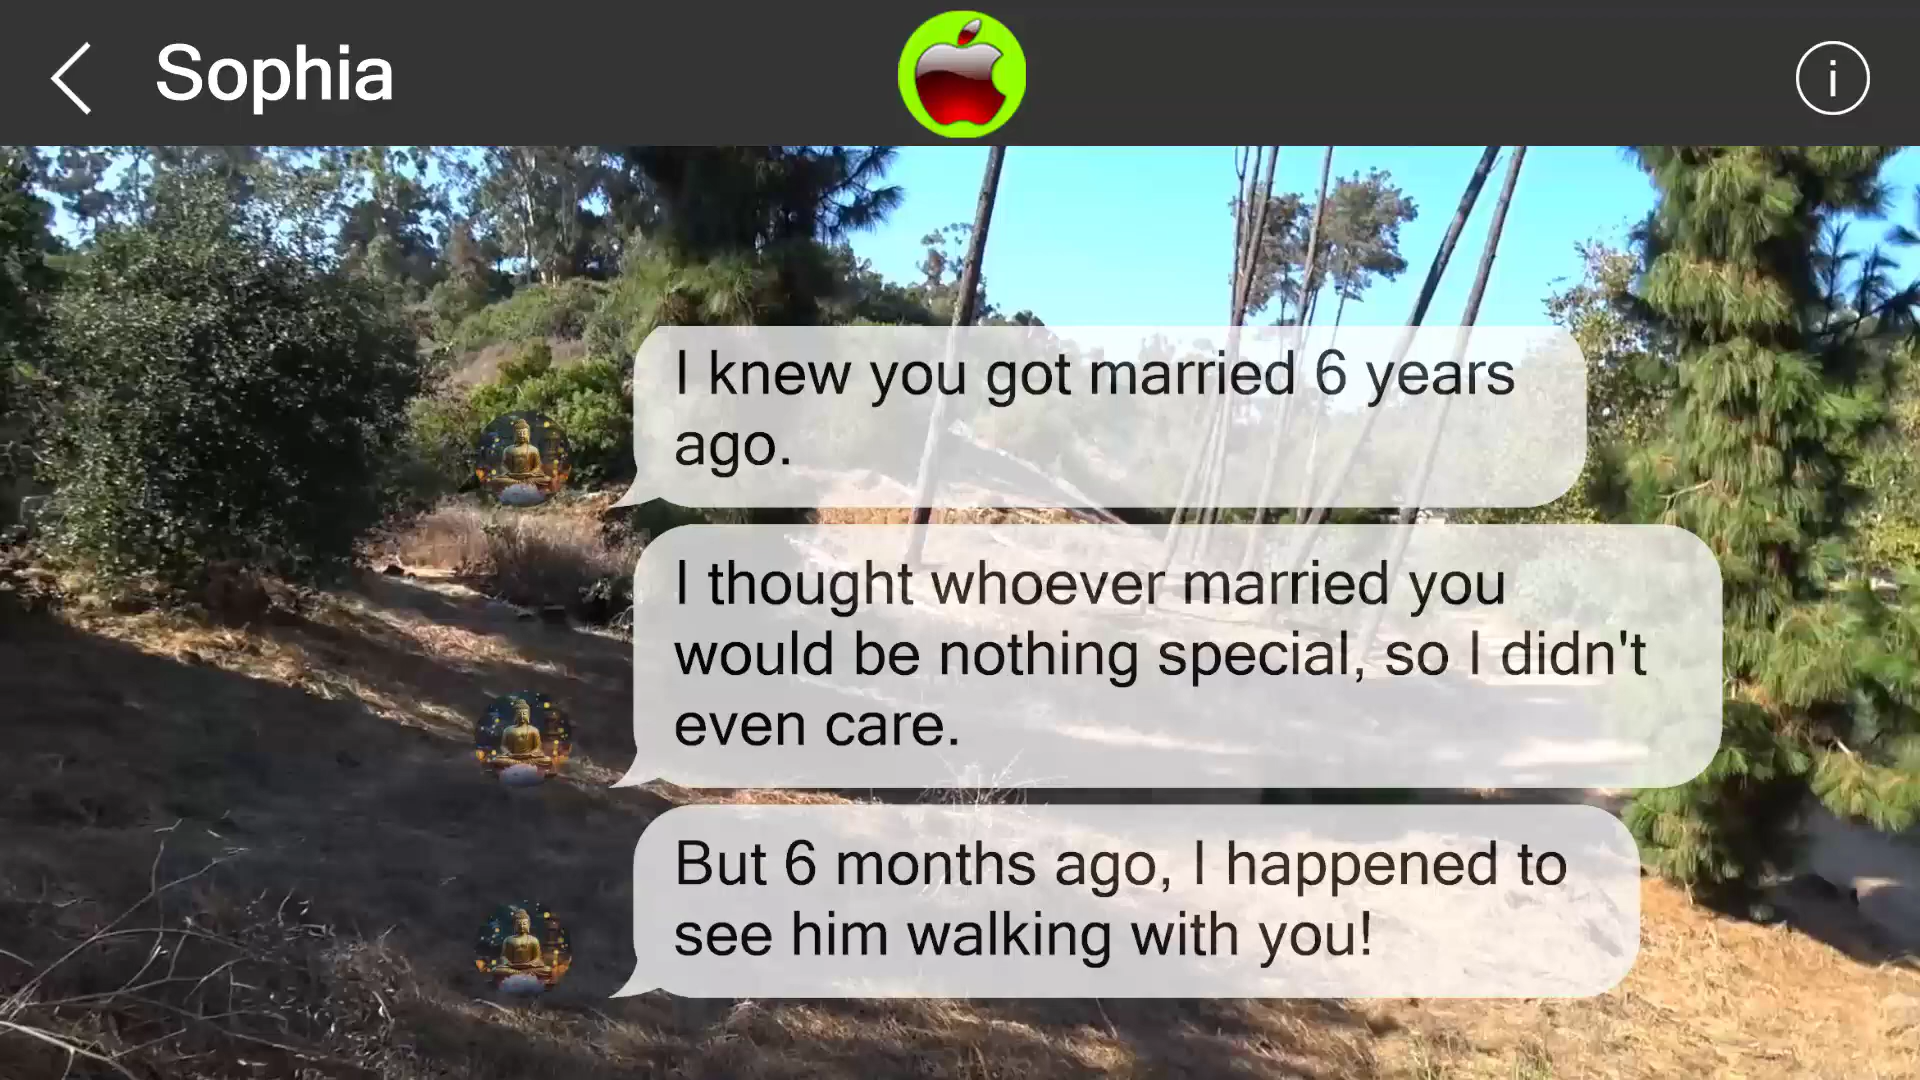 Sophia
I knew you got married 6 years
ago.
I thought whoever married you
would be nothing special, so I didn't
even care.
But 6 months ago, I happened to
see him walking with you!